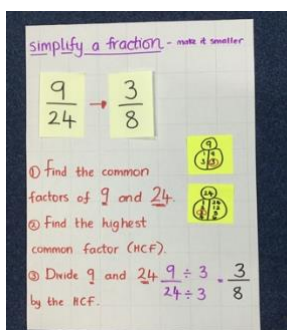 simplify a fraction - make it smaller
9/24 → 3/8
① find the common
factors of 9 and 24.
② find the highest
common factor (HCF).
③ Divide 9 and 24
by the HCF.
9 ÷ 3 / 24 ÷ 3 = 3/8
9
24